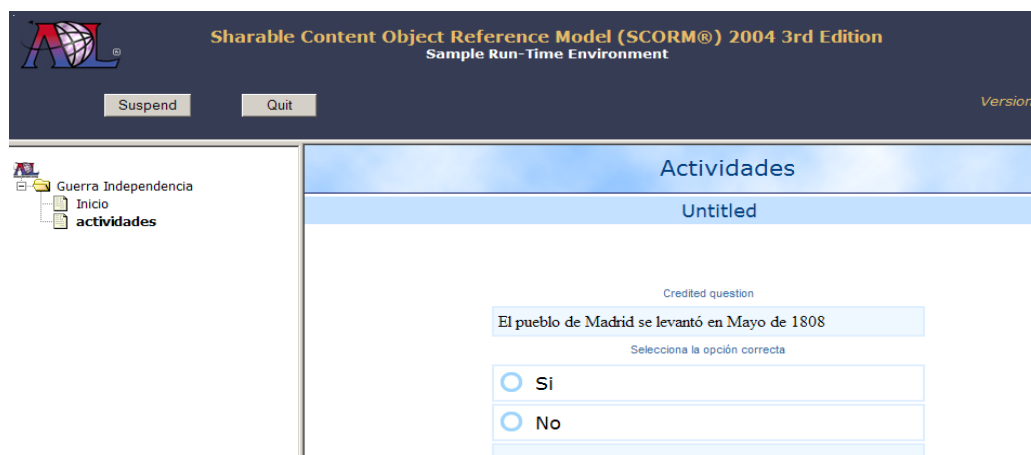 ADL®
Sharable Content Object Reference Model (SCORM®) 2004 3rd Edition
Sample Run-Time Environment
Suspend Quit
Version
ADL
Guerra Independencia
Inicio
actividades
Actividades
Untitled
Credited question
El pueblo de Madrid se levantó en Mayo de 1808
Selecciona la opción correcta
Si
No